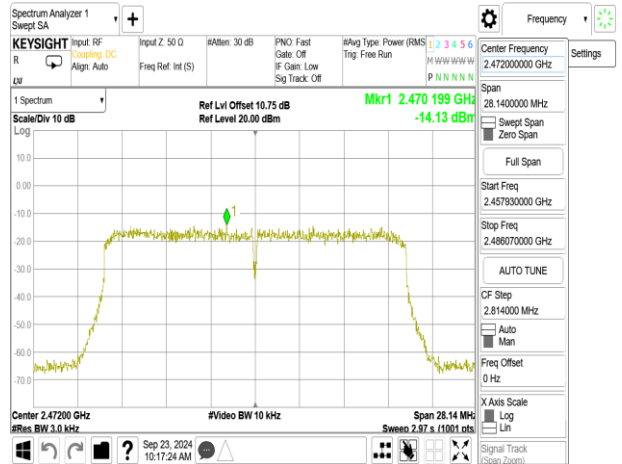 Spectrum Analyzer 1
Swept SA
Frequency
KEYSIGHT
R
Input: RF
Coupling: DC
Align: Auto
Input Z: 50 Ω
Freq Ref: Int (S)
#Atten: 30 dB
PNO: Fast
Gate: Off
IF Gain: Low
Sig Track: Off
#Avg Type: Power (RMS
Trig: Free Run
1 2 3 4 5 6
M W W W W W
P N N N N N
Center Frequency
2.472000000 GHz
Settings
Span
28.1400000 MHz
Swept Span
Zero Span
Full Span
Start Freq
2.457930000 GHz
Stop Freq
2.486070000 GHz
AUTO TUNE
CF Step
2.814000 MHz
Auto
Man
Freq Offset
0 Hz
X Axis Scale
Log
Lin
Signal Track
(Span Zoom)
1 Spectrum
Scale/Div 10 dB
Ref Lvl Offset 10.75 dB
Ref Level 20.00 dBm
Mkr1 2.470 199 GHz
-14.13 dBm
Log
10.0
0.00
-10.0
-20.0
-30.0
-40.0
-50.0
-60.0
-70.0
1
Center 2.47200 GHz
#Res BW 3.0 kHz
#Video BW 10 kHz
Span 28.14 MHz
Sweep 2.97 s (1001 pts
?
Sep 23, 2024
10:17:24 AM